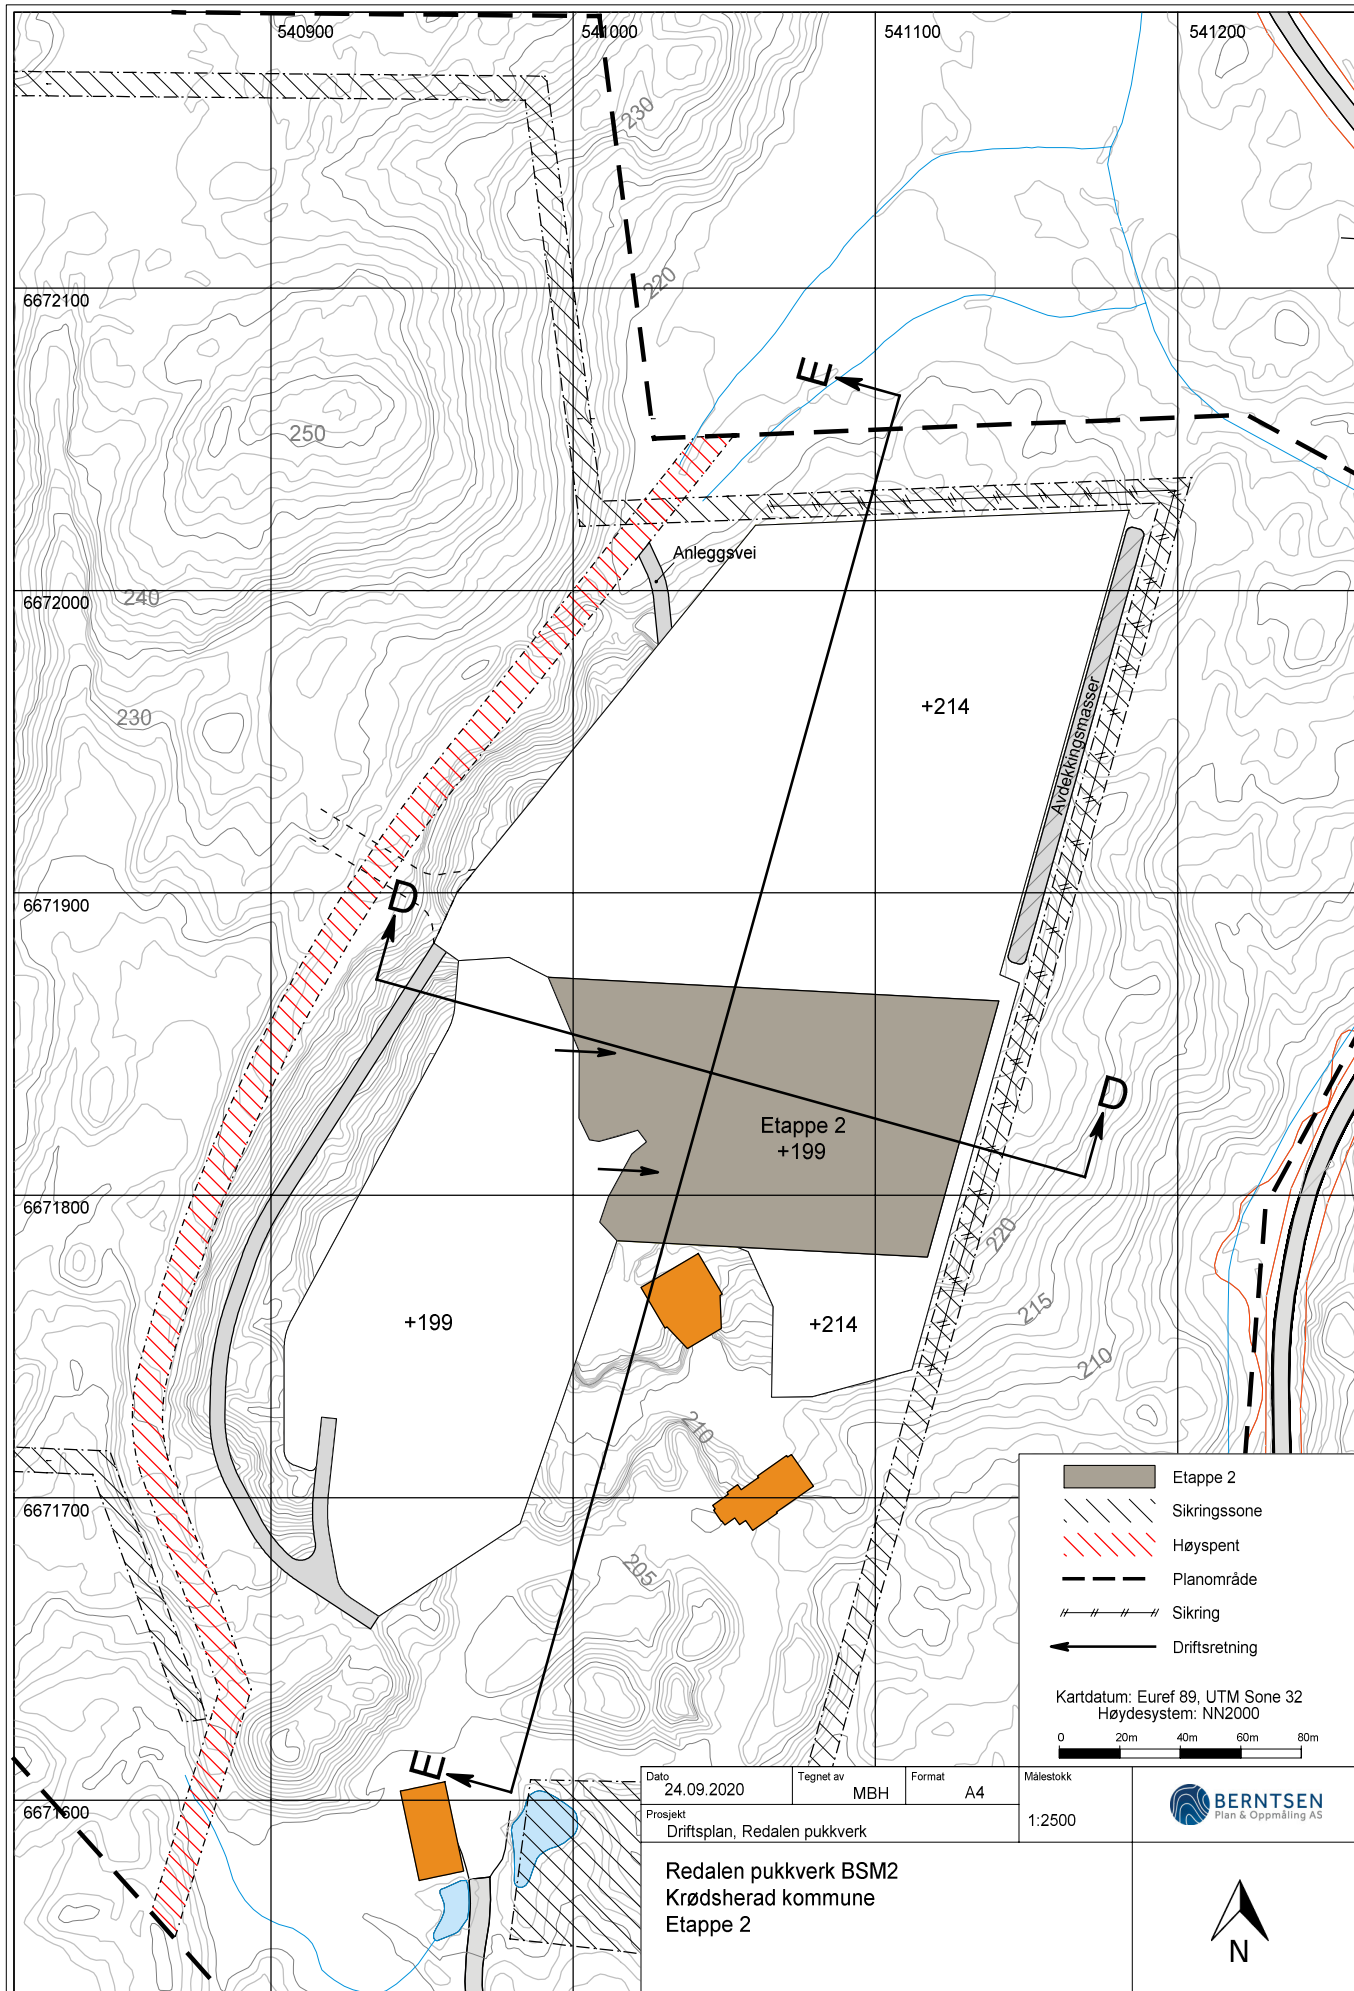 540900
541000
541100
541200
230
220
6672100
E
250
Anleggsvei
6672000
240
+214
Avdekkingsmasser
230
6671900
D
D
Etappe 2
+199
6671800
220
215
210
+199
+214
210
Etappe 2
6671700
Sikringssone
Høyspent
205
Planområde
Sikring
Driftsretning
Kartdatum: Euref 89, UTM Sone 32
Høydesystem: NN2000
0 20m 40m 60m 80m
E
6671600
Dato
24.09.2020
Tegnet av
MBH
Format
A4
Målestokk
1:2500
BERNTSEN
Plan & Oppmåling AS
Prosjekt
Driftsplan, Redalen pukkverk
Redalen pukkverk BSM2
Krødsherad kommune
Etappe 2
N